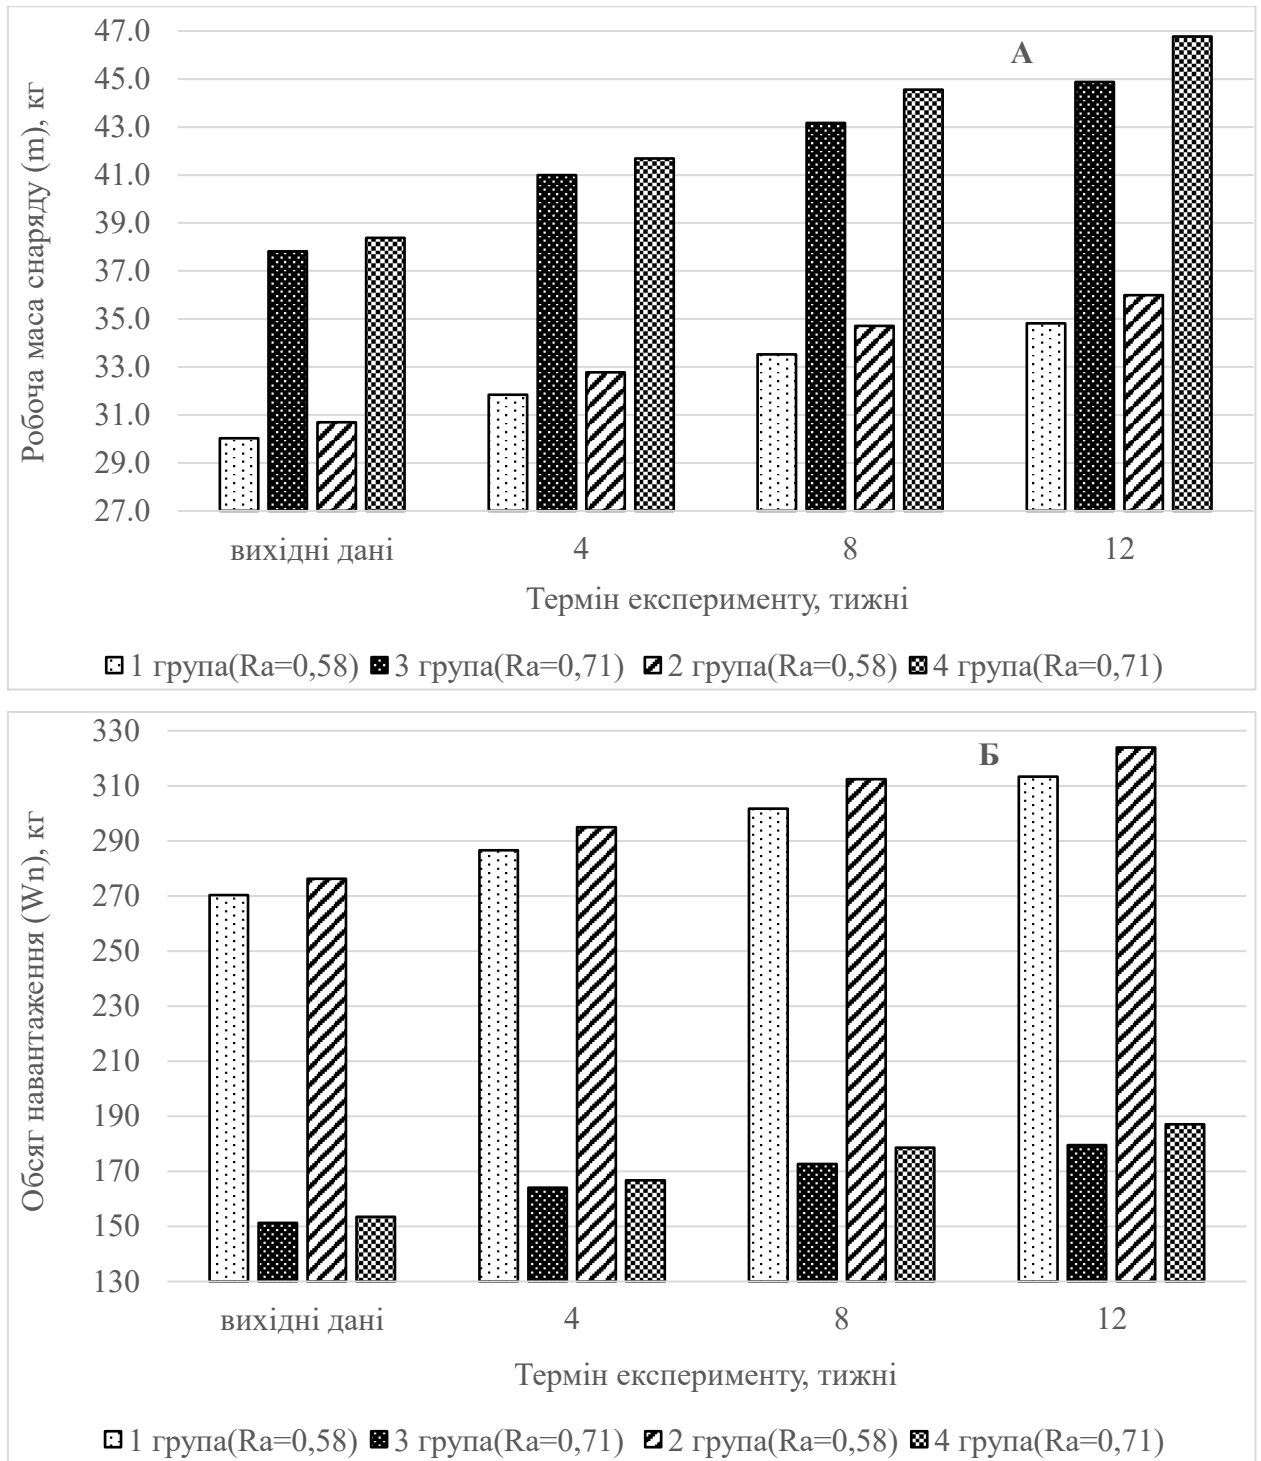 А
Робоча маса снаряду (m), кг
47.0
45.0
43.0
41.0
39.0
37.0
35.0
33.0
31.0
29.0
27.0
вихідні дані 4 8 12
Термін експерименту, тижні
1 група(Ra=0,58) 3 група(Ra=0,71) 2 група(Ra=0,58) 4 група(Ra=0,71)
Б
Обсяг навантаження (Wn), кг
330
310
290
270
250
230
210
190
170
150
130
вихідні дані 4 8 12
Термін експерименту, тижні
1 група(Ra=0,58) 3 група(Ra=0,71) 2 група(Ra=0,58) 4 група(Ra=0,71)